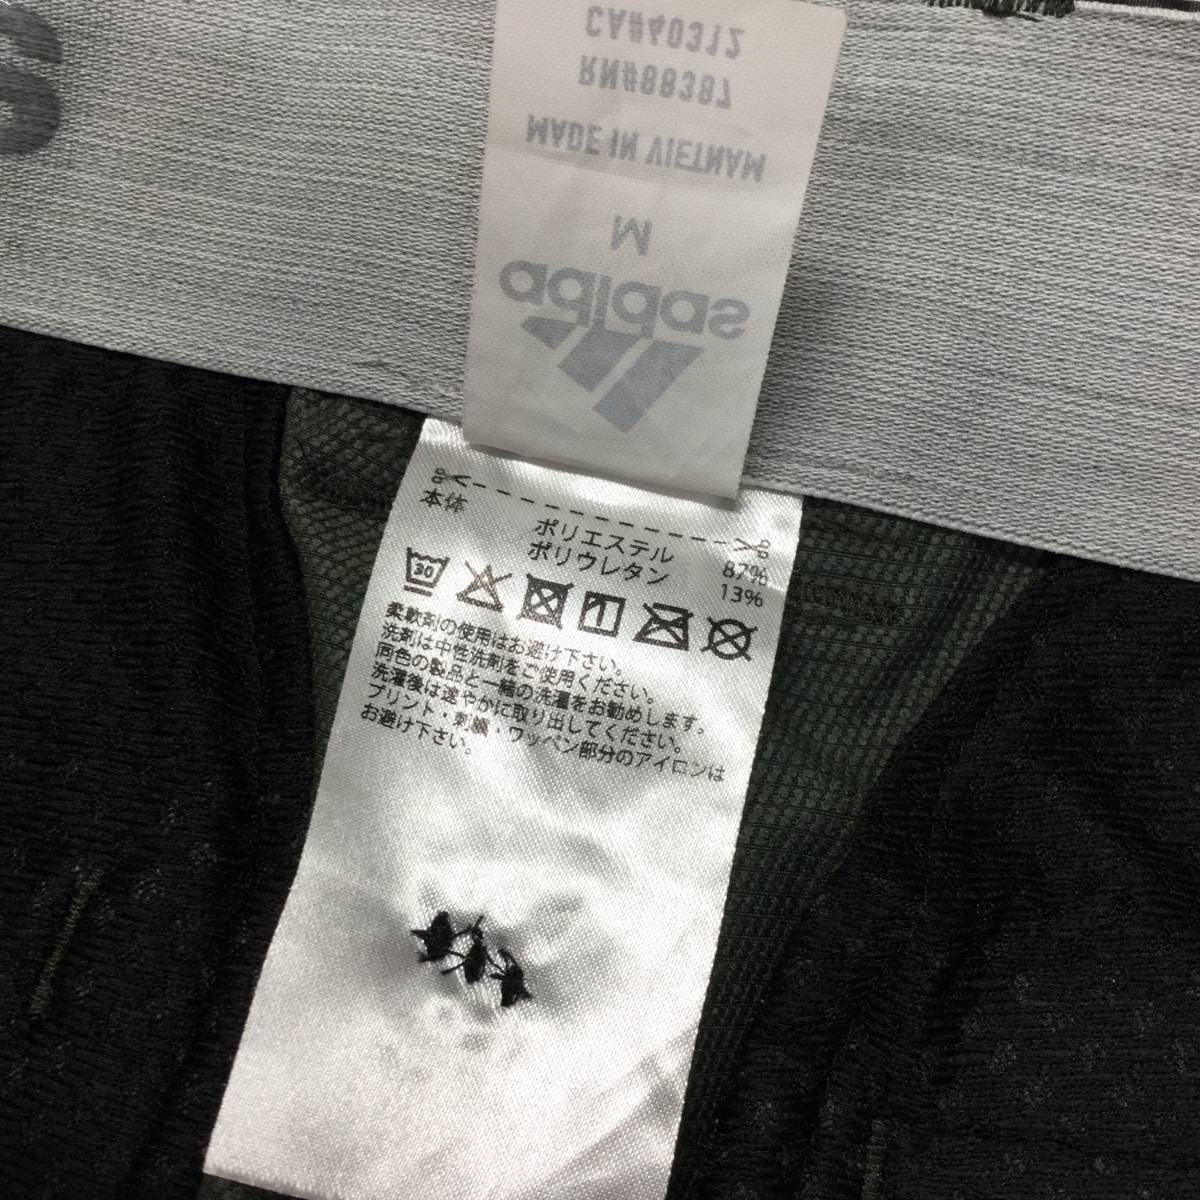 adidas
M
MADE IN VIETNAM
RN#88387
CA#40312
本体
ポリエステル 87%
ポリウレタン 13%
30
柔軟剤の使用はお避け下さい。
洗剤は中性洗剤をご使用ください。
同色の製品と一緒の洗濯をお勧めします。
洗濯後は速やかに取り出してください。
プリント・刺繍・ワッペン部分のアイロンは
お避け下さい。
S